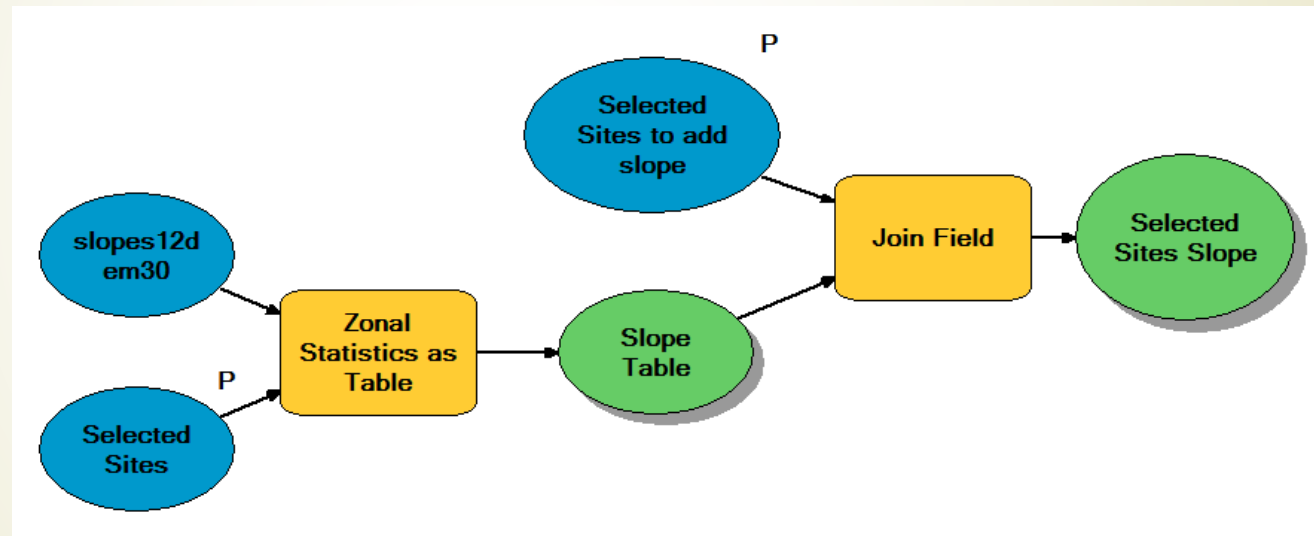 P
Selected
Sites to add
slope
slopes12d
em30
Join Field
Selected
Sites Slope
Zonal
Statistics as
Table
Slope
Table
P
Selected
Sites